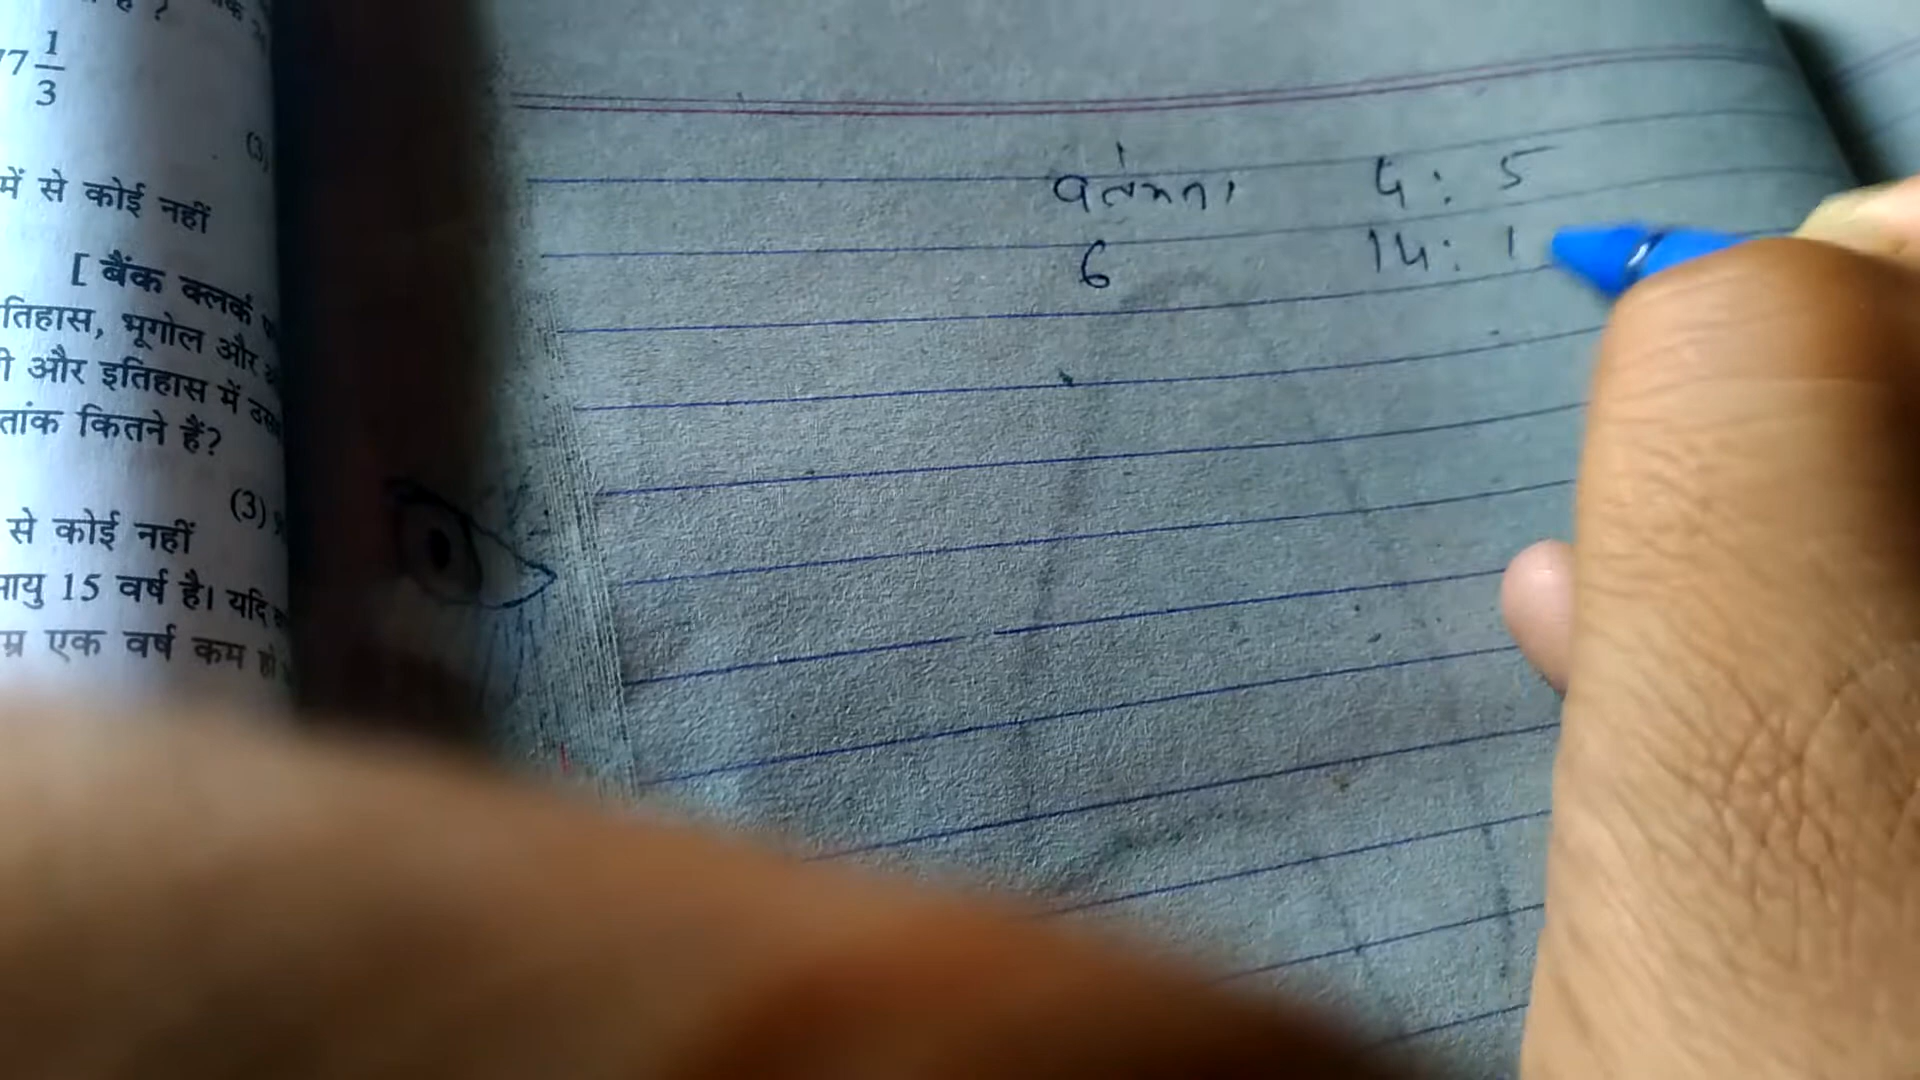 7 1/3
(3)
में से कोई नहीं
[ बैंक क्लर्क
तिहास, भूगोल और
और इतिहास में
तांक कितने हैं?
(3)
से कोई नहीं
आयु 15 वर्ष है। यदि
म्र एक वर्ष कम हो
वर्तमान 4 : 5
6 14 : 1